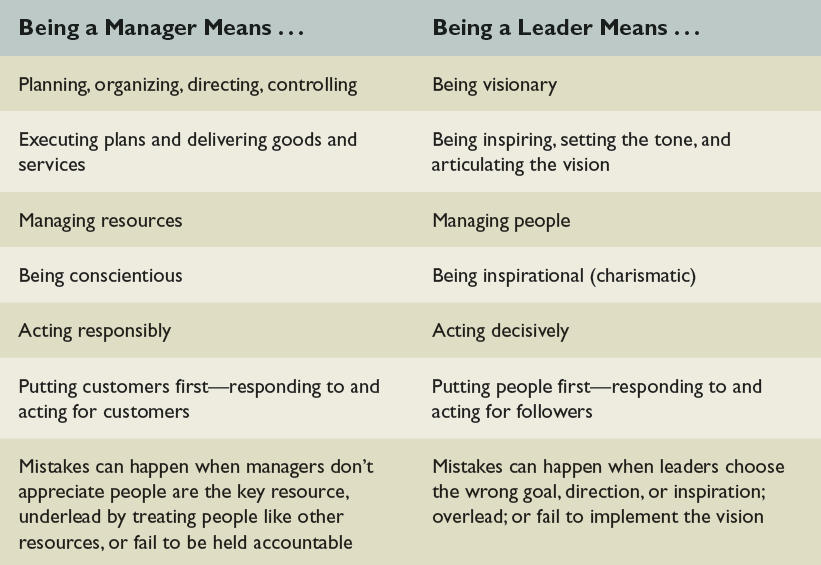 Being a Manager Means . . .
Being a Leader Means . . .
Planning, organizing, directing, controlling
Being visionary
Executing plans and delivering goods and
services
Being inspiring, setting the tone, and
articulating the vision
Managing resources
Managing people
Being conscientious
Being inspirational (charismatic)
Acting responsibly
Acting decisively
Putting customers first—responding to and
acting for customers
Putting people first—responding to and
acting for followers
Mistakes can happen when managers don’t
appreciate people are the key resource,
underlead by treating people like other
resources, or fail to be held accountable
Mistakes can happen when leaders choose
the wrong goal, direction, or inspiration;
overlead; or fail to implement the vision